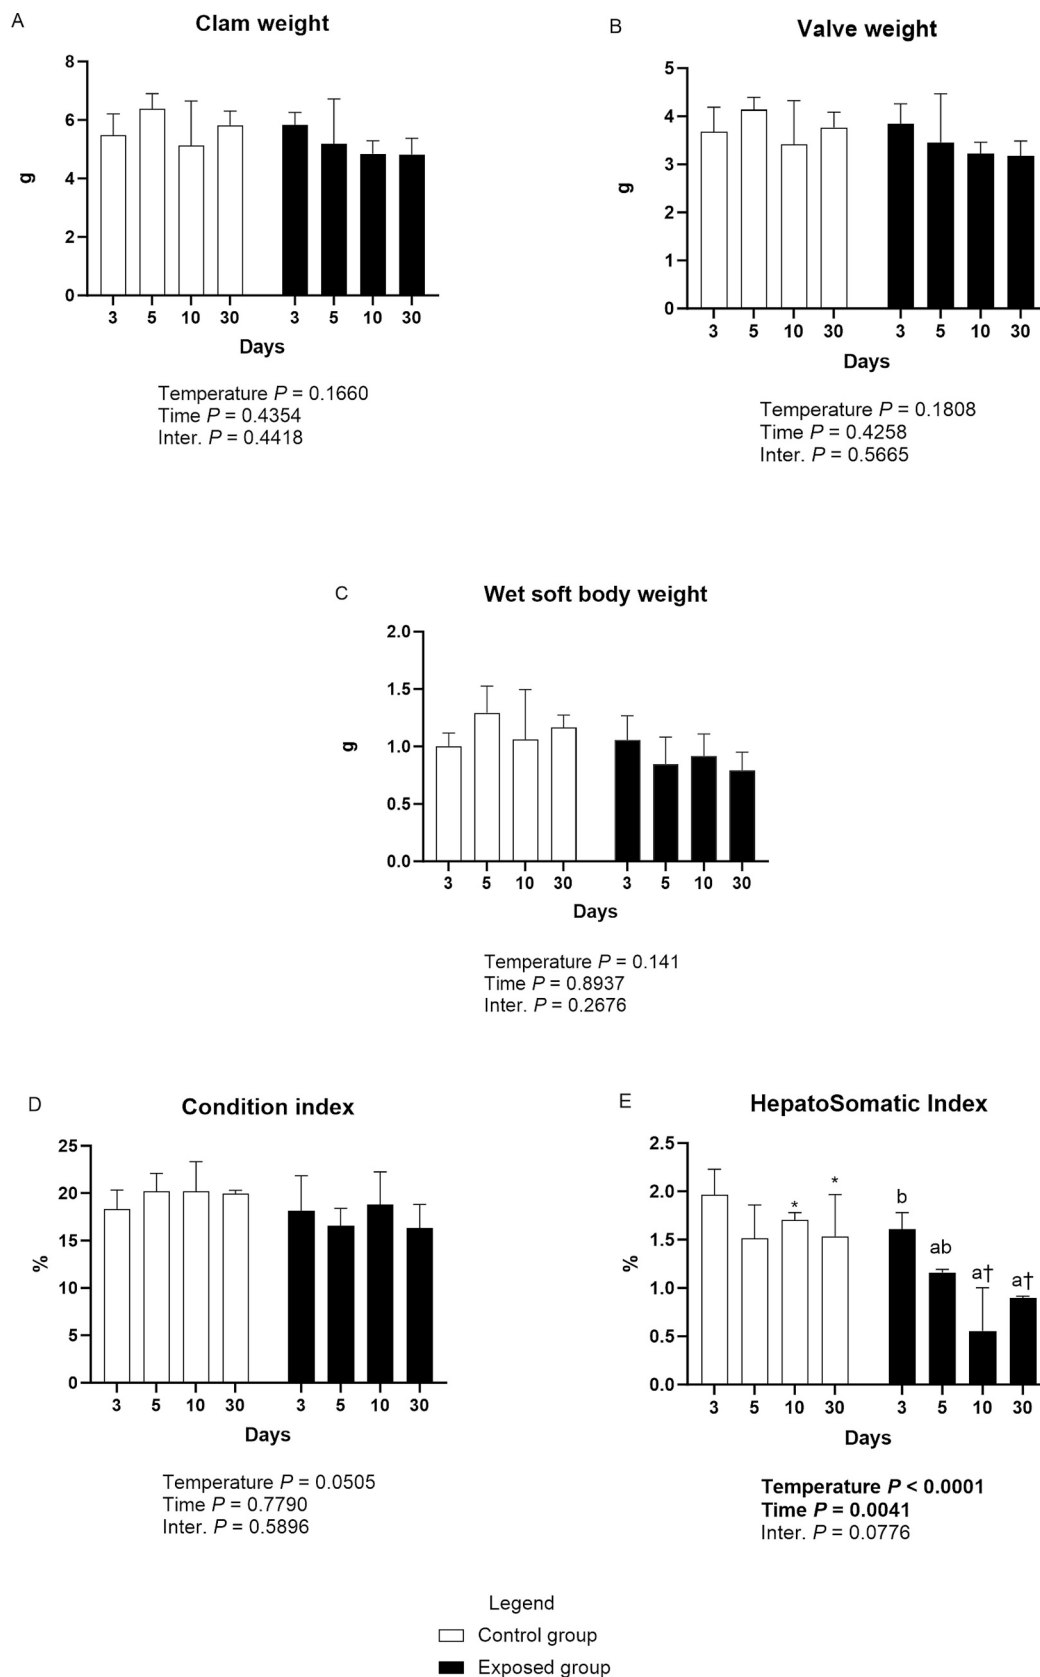 A
Clam weight
8
6
4
2
0
g
3 5 10 30 3 5 10 30
Days
Temperature P = 0.1660
Time P = 0.4354
Inter. P = 0.4418
B
Valve weight
5
4
3
2
1
0
g
3 5 10 30 3 5 10 30
Days
Temperature P = 0.1808
Time P = 0.4258
Inter. P = 0.5665
C
Wet soft body weight
2.0
1.5
1.0
0.5
0.0
g
3 5 10 30 3 5 10 30
Days
Temperature P = 0.141
Time P = 0.8937
Inter. P = 0.2676
D
Condition index
25
20
15
10
5
0
%
3 5 10 30 3 5 10 30
Days
Temperature P = 0.0505
Time P = 0.7790
Inter. P = 0.5896
E
HepatoSomatic Index
2.5
2.0
1.5
1.0
0.5
0.0
%
* * b ab a† a†
3 5 10 30 3 5 10 30
Days
Temperature P < 0.0001
Time P = 0.0041
Inter. P = 0.0776
Legend
Control group
Exposed group